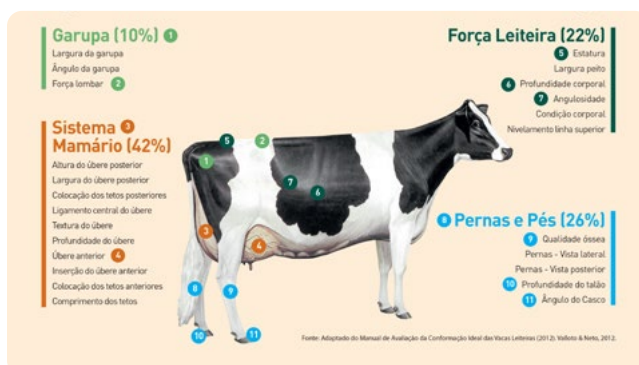 Garupa (10%) 1
Largura da garupa
Ângulo da garupa
Força lombar 2
Sistema 3
Mamário (42%)
Altura do úbere posterior
Largura do úbere posterior
Colocação dos tetos posteriores
Ligamento central do úbere
Textura do úbere
Profundidade do úbere
Úbere anterior 4
Inserção do úbere anterior
Colocação dos tetos anteriores
Comprimento dos tetos
Força Leiteira (22%)
5 Estatura
Largura peito
6 Profundidade corporal
7 Angulosidade
Condição corporal
Nivelamento linha superior
8 Pernas e Pés (26%)
9 Qualidade óssea
Pernas - Vista lateral
Pernas - Vista posterior
10 Profundidade do talão
11 Ângulo do Casco
5
2
1
7
6
3
4
8
9
10
11
Fonte: Adaptado do Manual de Avaliação da Conformação Ideal das Vacas Leiteiras (2012). Valloto & Neto, 2012.